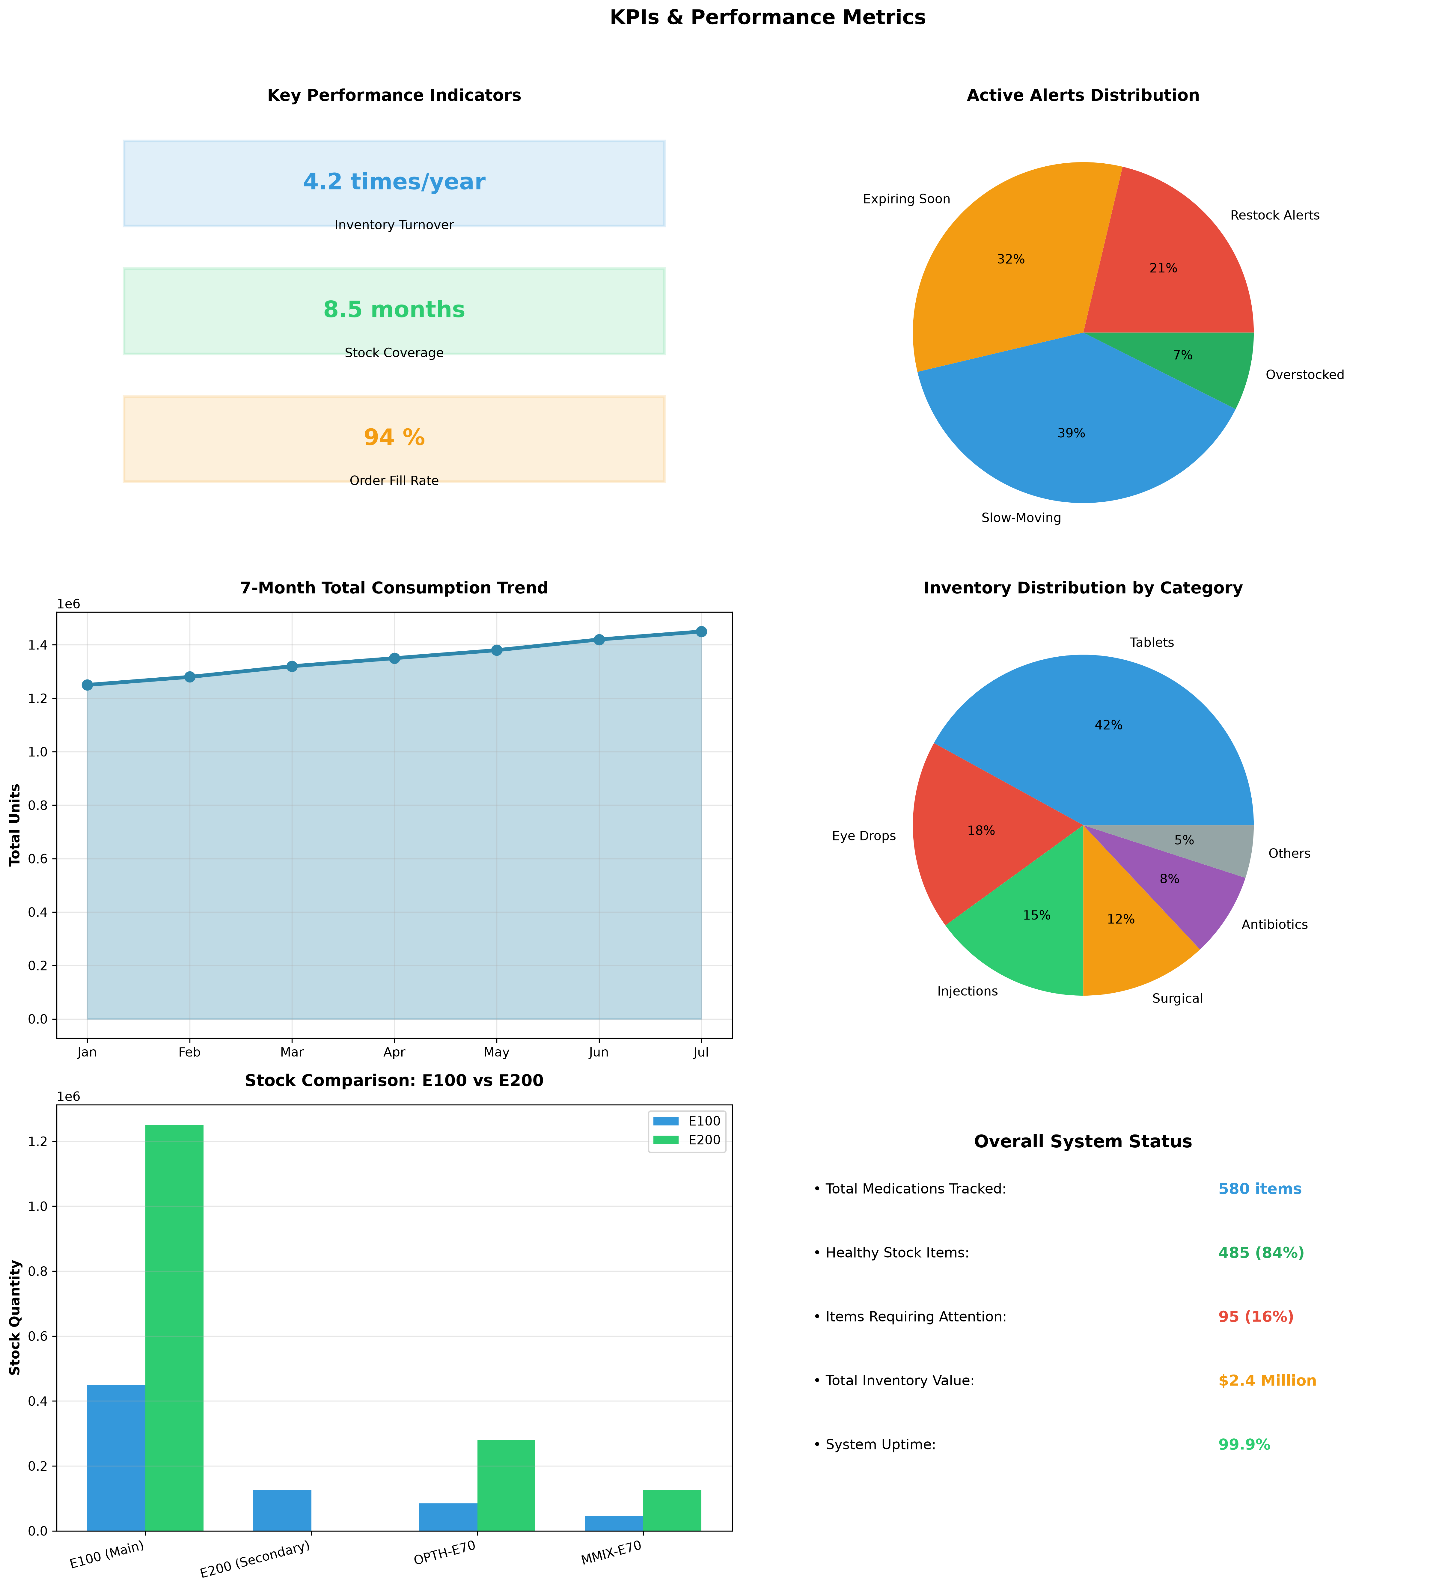 KPIs & Performance Metrics
Key Performance Indicators
4.2 times/year
Inventory Turnover
8.5 months
Stock Coverage
94 %
Order Fill Rate
Active Alerts Distribution
Expiring Soon
Restock Alerts
32%
21%
7%
Overstocked
39%
Slow-Moving
7-Month Total Consumption Trend
1e6
Total Units
1.4
1.2
1.0
0.8
0.6
0.4
0.2
0.0
Jan Feb Mar Apr May Jun Jul
Inventory Distribution by Category
Tablets
42%
Eye Drops
18%
5%
Others
8%
Antibiotics
15%
12%
Injections
Surgical
Stock Comparison: E100 vs E200
1e6
E100
E200
Stock Quantity
1.2
1.0
0.8
0.6
0.4
0.2
0.0
E100 (Main) E200 (Secondary) OPTH-E70 MMIX-E70
Overall System Status
• Total Medications Tracked: 580 items
• Healthy Stock Items: 485 (84%)
• Items Requiring Attention: 95 (16%)
• Total Inventory Value: $2.4 Million
• System Uptime: 99.9%